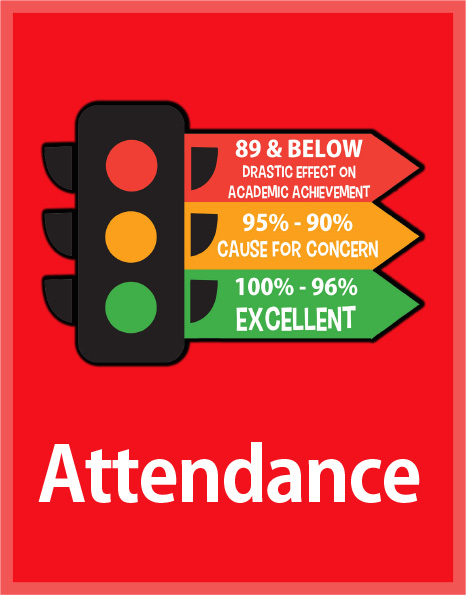 89 & BELOW
DRASTIC EFFECT ON
ACADEMIC ACHIEVEMENT
95% - 90%
CAUSE FOR CONCERN
100% - 96%
EXCELLENT
Attendance